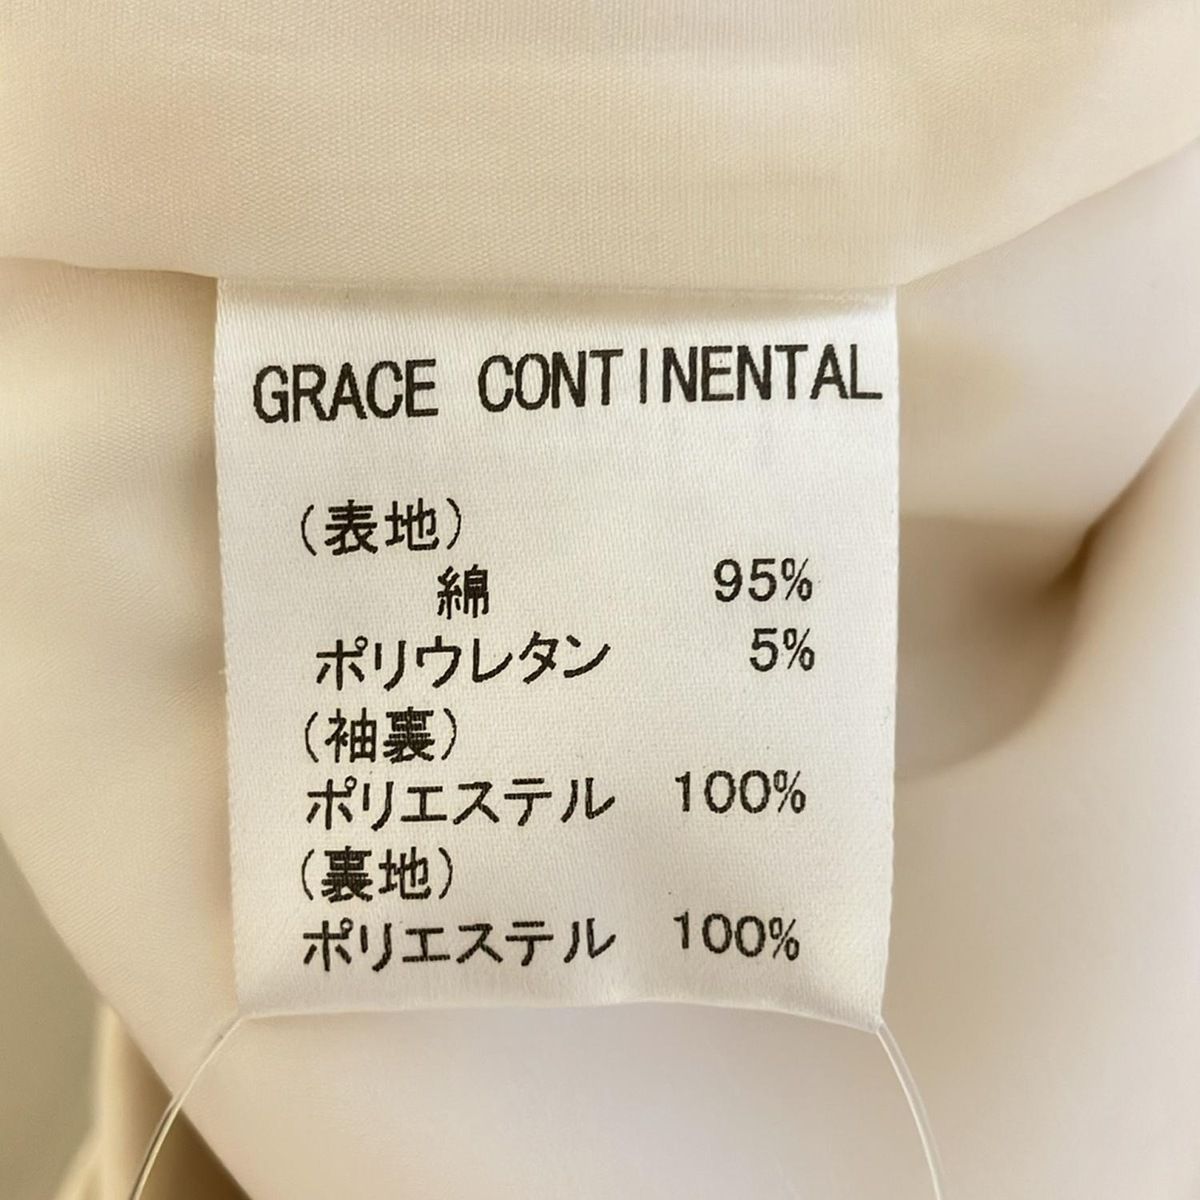 GRACE CONTINENTAL
(表地)
綿 95%
ポリウレタン 5%
(袖裏)
ポリエステル 100%
(裏地)
ポリエステル 100%